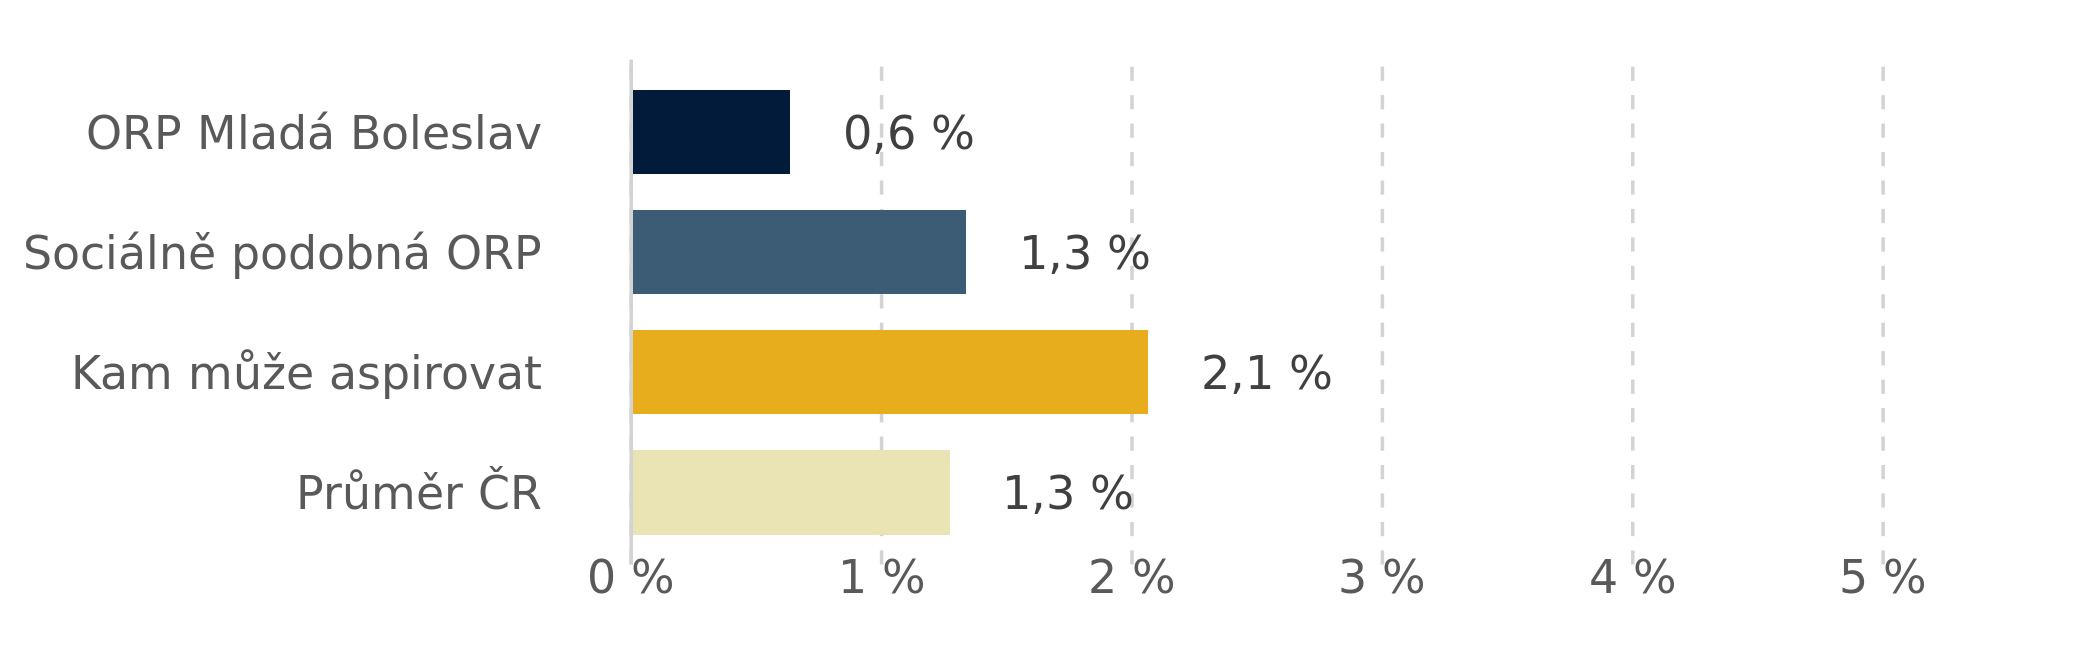 ORP Mladá Boleslav 0,6 %
Sociálně podobná ORP 1,3 %
Kam může aspirovat 2,1 %
Průměr ČR 1,3 %
0 % 1 % 2 % 3 % 4 % 5 %